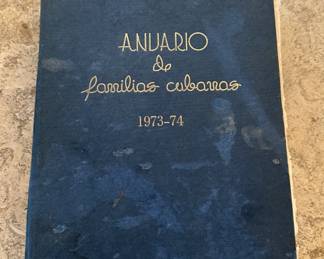 ANUARIO
de
familias cubanas
1973-74